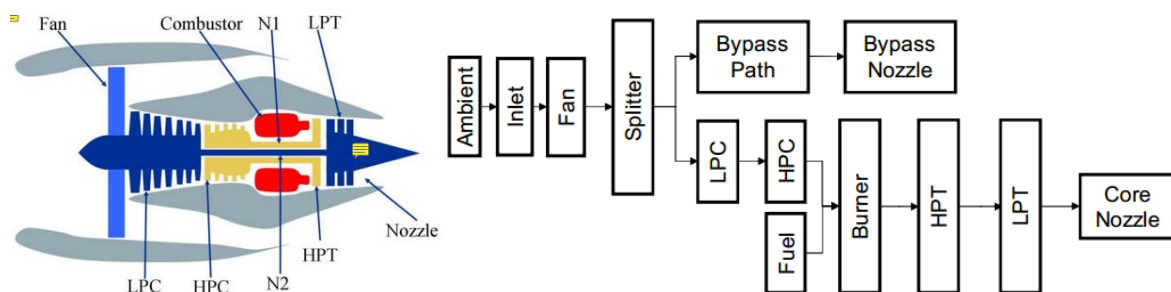 Fan
Combustor
N1
LPT
LPC
HPC
N2
HPT
Nozzle
Ambient
Inlet
Fan
Splitter
Bypass
Path
Bypass
Nozzle
LPC
HPC
Fuel
Burner
HPT
LPT
Core
Nozzle